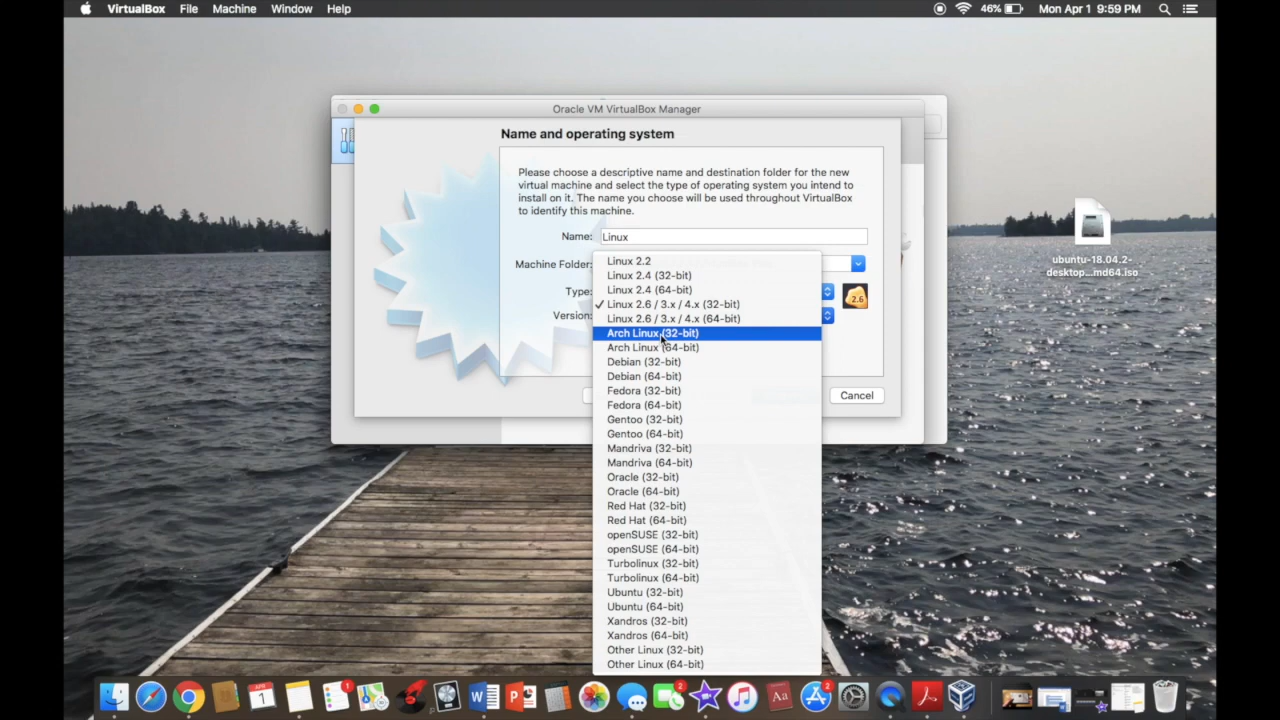 VirtualBox File Machine Window Help 46% Mon Apr 1 9:59 PM
Oracle VM VirtualBox Manager
Name and operating system
Please choose a descriptive name and destination folder for the new
virtual machine and select the type of operating system you intend to
install on it. The name you choose will be used throughout VirtualBox
to identify this machine.
Name: Linux
Machine Folder:
Type:
Version:
2.6
Linux 2.2
Linux 2.4 (32-bit)
Linux 2.4 (64-bit)
✓ Linux 2.6 / 3.x / 4.x (32-bit)
Linux 2.6 / 3.x / 4.x (64-bit)
Arch Linux (32-bit)
Arch Linux (64-bit)
Debian (32-bit)
Debian (64-bit)
Fedora (32-bit)
Fedora (64-bit)
Gentoo (32-bit)
Gentoo (64-bit)
Mandriva (32-bit)
Mandriva (64-bit)
Oracle (32-bit)
Oracle (64-bit)
Red Hat (32-bit)
Red Hat (64-bit)
openSUSE (32-bit)
openSUSE (64-bit)
Turbolinux (32-bit)
Turbolinux (64-bit)
Ubuntu (32-bit)
Ubuntu (64-bit)
Xandros (32-bit)
Xandros (64-bit)
Other Linux (32-bit)
Other Linux (64-bit)
Cancel
ubuntu-18.04.2-
desktop...md64.iso
APR
1
1
W
P
2
Aa
2